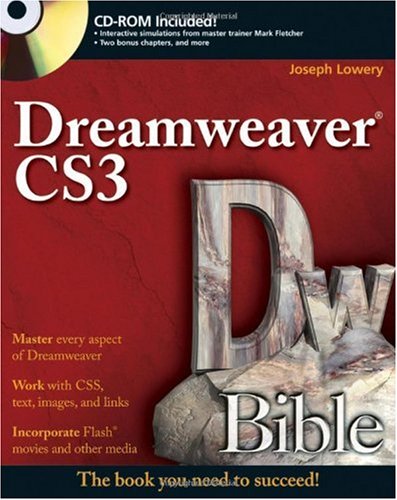 CD-ROM Included!
• Interactive simulations from master trainer Mark Fletcher
• Two bonus chapters, and more
Joseph Lowery
Dreamweaver®
CS3
Dw
Master every aspect
of Dreamweaver
Work with CSS,
text, images, and links
Incorporate Flash®
movies and other media
Bible
The book you need to succeed!